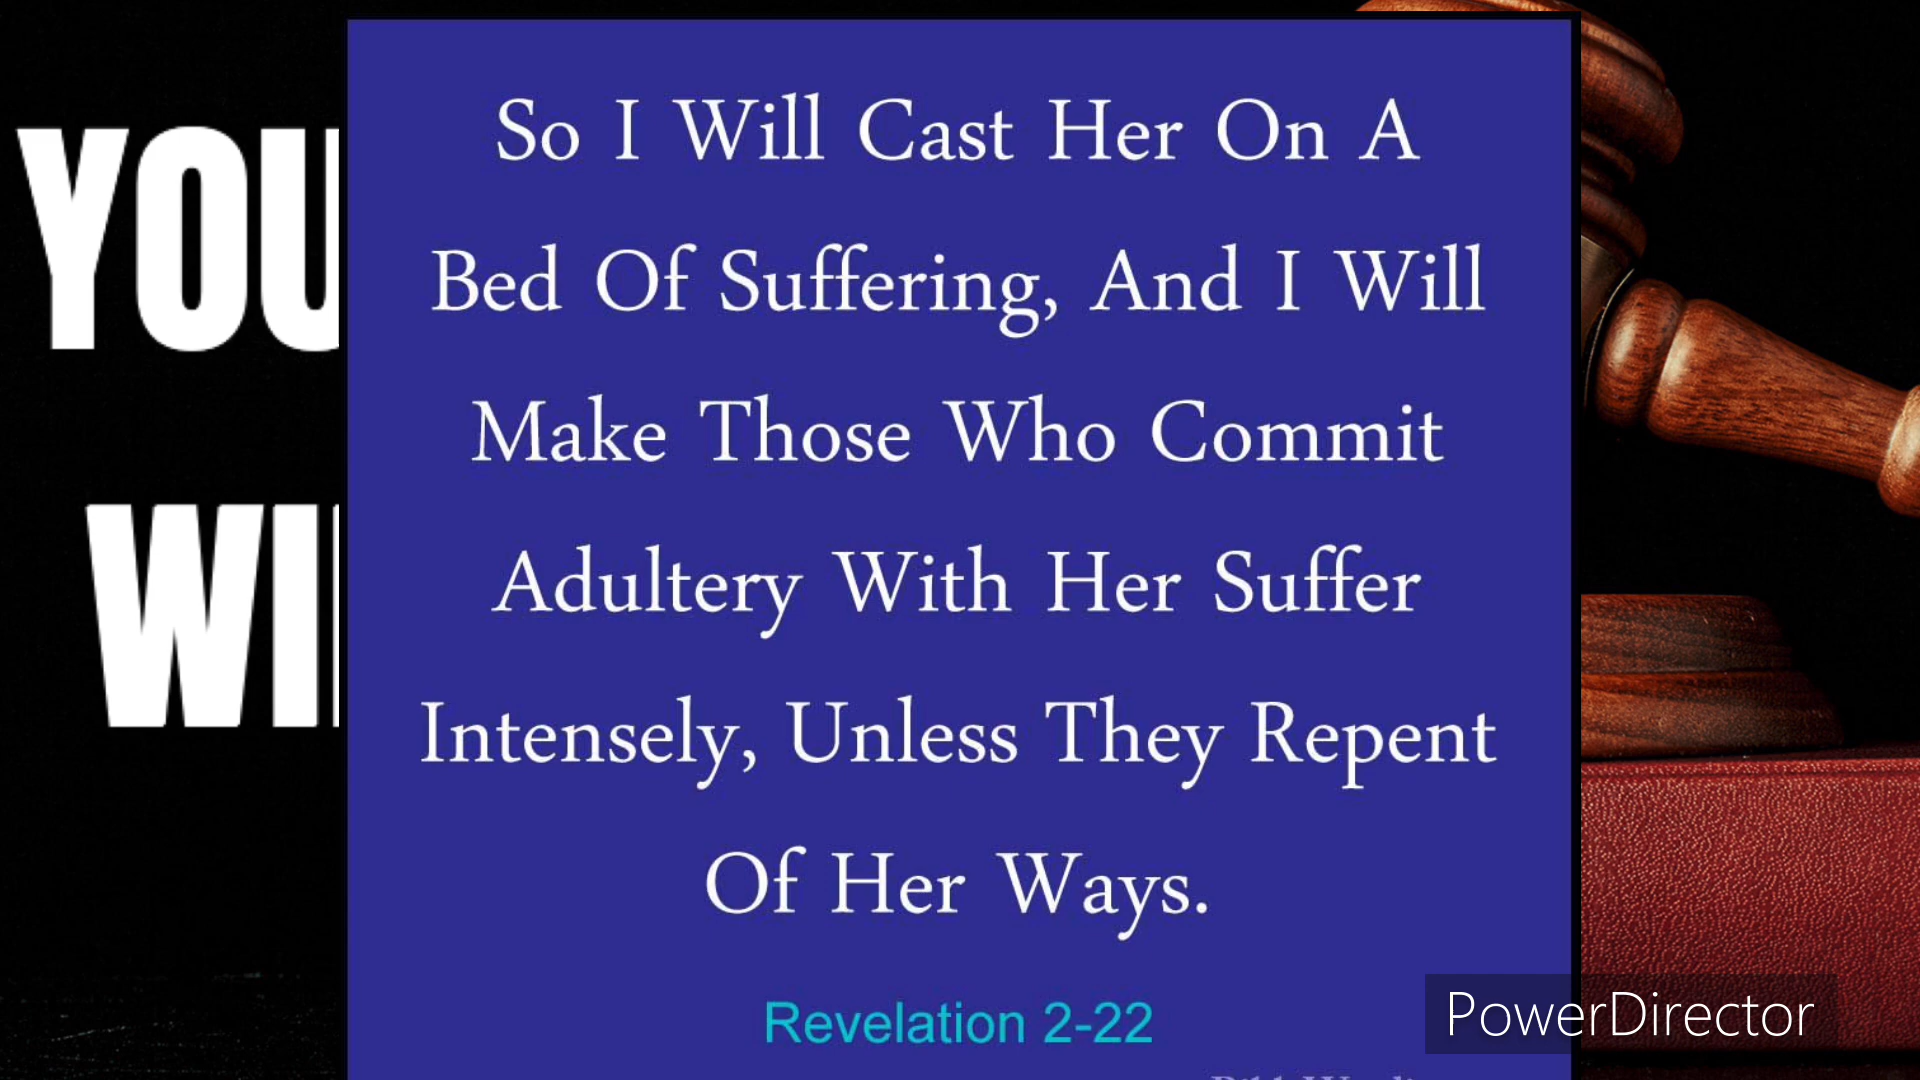 YOU
So I Will Cast Her On A
Bed Of Suffering, And I Will
Make Those Who Commit
Adultery With Her Suffer
Intensely, Unless They Repent
Of Her Ways.
Revelation 2-22
PowerDirector